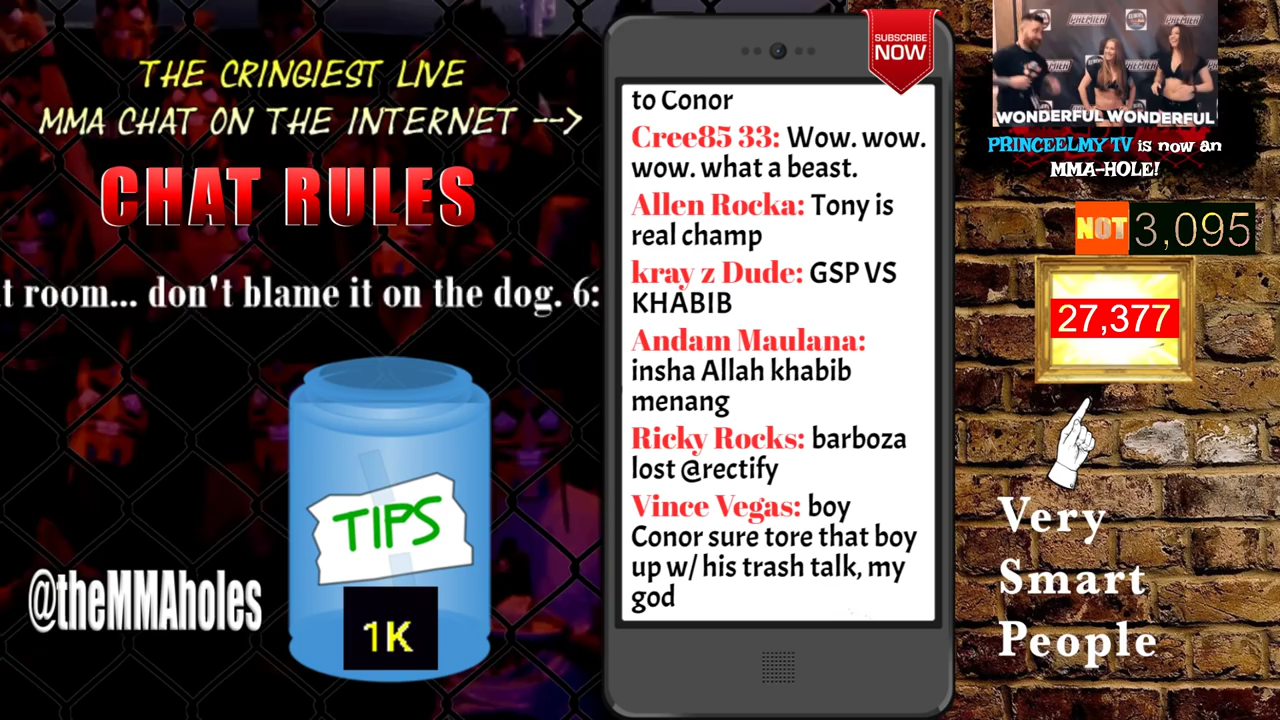 THE CRINGIEST LIVE
MMA CHAT ON THE INTERNET -->
CHAT RULES
t room... don't blame it on the dog. 6:
TIPS
1K
@theMMAholes
SUBSCRIBE
NOW
to Conor
Cree85 33: Wow. wow.
wow. what a beast.
Allen Rocka: Tony is
real champ
kray z Dude: GSP VS
KHABIB
Andam Maulana:
insha Allah khabib
menang
Ricky Rocks: barboza
lost @rectify
Vince Vegas: boy
Conor sure tore that boy
up w/ his trash talk, my
god
PREMIER
PREMIER
WONDERFUL WONDERFUL
PRINCEELMY TV is now an
MMA-HOLE!
NOT 3,095
27,377
Very
Smart
People